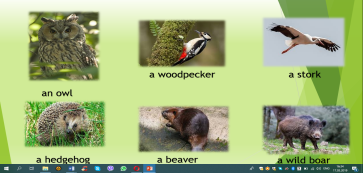 a woodpecker
a stork
an owl
a hedgehog
a beaver
a wild boar